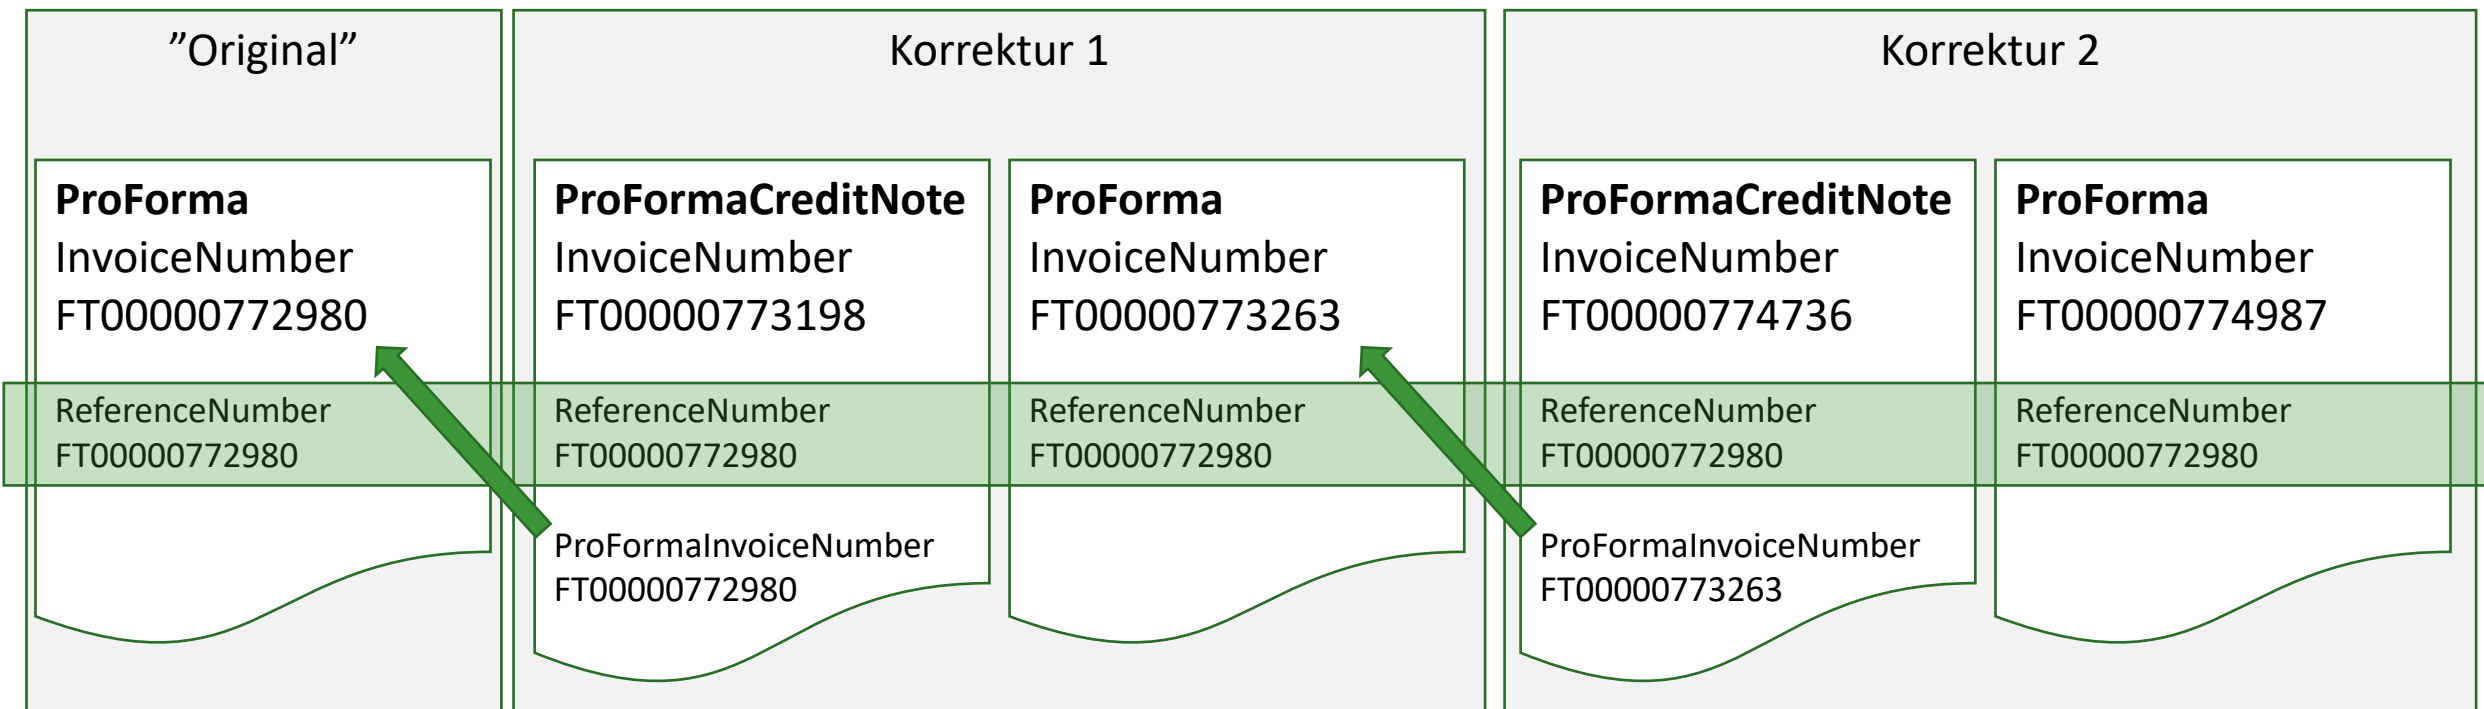 ”Original”
ProForma
InvoiceNumber
FT00000772980
ReferenceNumber
FT00000772980
Korrektur 1
ProFormaCreditNote
InvoiceNumber
FT00000773198
ReferenceNumber
FT00000772980
ProFormaInvoiceNumber
FT00000772980
ProForma
InvoiceNumber
FT00000773263
ReferenceNumber
FT00000772980
Korrektur 2
ProFormaCreditNote
InvoiceNumber
FT00000774736
ReferenceNumber
FT00000772980
ProFormaInvoiceNumber
FT00000773263
ProForma
InvoiceNumber
FT00000774987
ReferenceNumber
FT00000772980